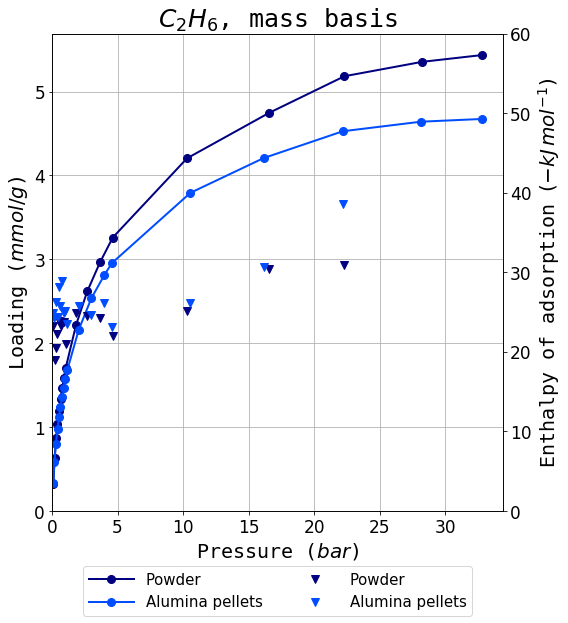 C₂H₆, mass basis
Loading (mmol/g)
5
4
3
2
1
0
60
50
40
30
20
10
0
Enthalpy of adsorption (−kJ mol⁻¹)
0 5 10 15 20 25 30
Pressure (bar)
Powder Powder
Alumina pellets Alumina pellets